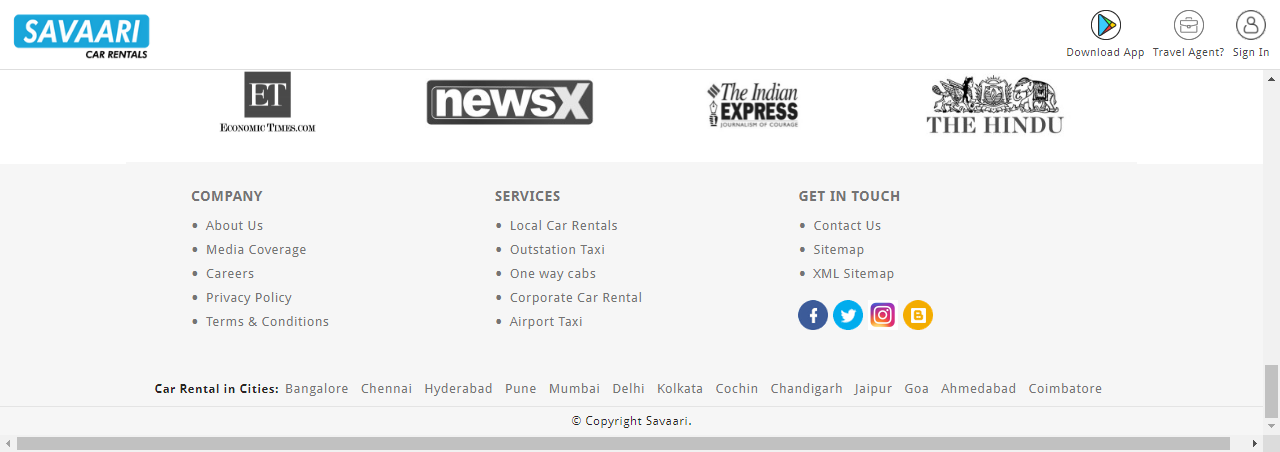 SAVAARI
CAR RENTALS
Download App
Travel Agent?
Sign In
ET
ECONOMIC TIMES.COM
newsX
The Indian
EXPRESS
JOURNALISM OF COURAGE
THE HINDU
COMPANY
• About Us
• Media Coverage
• Careers
• Privacy Policy
• Terms & Conditions
SERVICES
• Local Car Rentals
• Outstation Taxi
• One way cabs
• Corporate Car Rental
• Airport Taxi
GET IN TOUCH
• Contact Us
• Sitemap
• XML Sitemap
Car Rental in Cities: Bangalore Chennai Hyderabad Pune Mumbai Delhi Kolkata Cochin Chandigarh Jaipur Goa Ahmedabad Coimbatore
© Copyright Savaari.